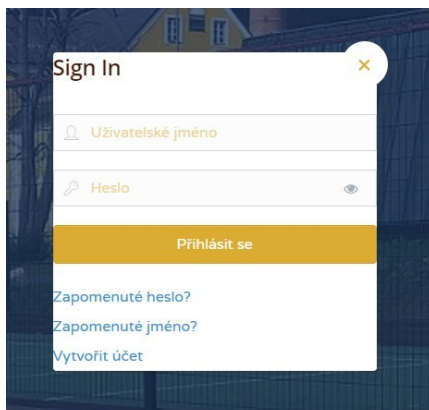 Sign In
Uživatelské jméno
Heslo
Přihlásit se
Zapomenuté heslo?
Zapomenuté jméno?
Vytvořit účet